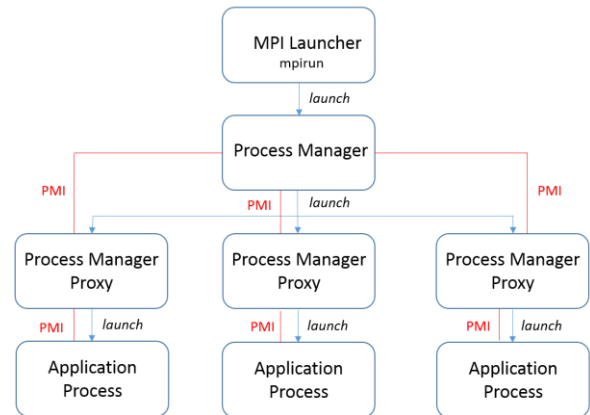 MPI Launcher
mpirun
launch
Process Manager
PMI
PMI
launch
PMI
Process Manager
Proxy
Process Manager
Proxy
Process Manager
Proxy
PMI
launch
PMI
launch
PMI
launch
Application
Process
Application
Process
Application
Process